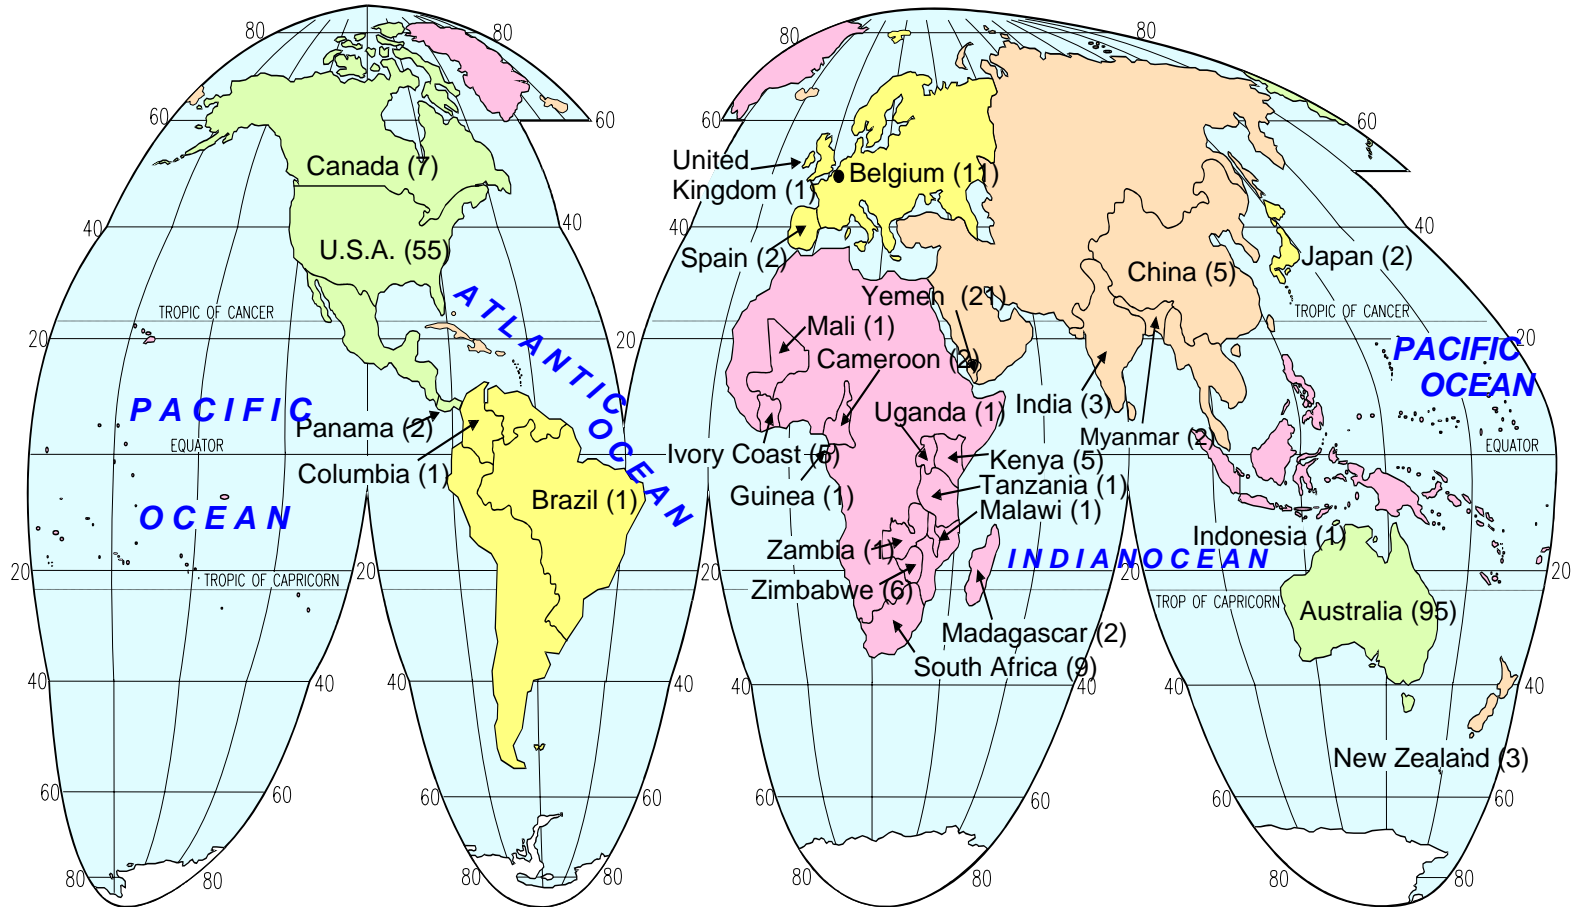 80
80
80
80
60
60
60
60
Canada (7)
United
Kingdom (1)
Belgium (11)
40
40
40
40
U.S.A. (55)
Spain (2)
China (5)
Japan (2)
ATLANTIC OCEAN
Yemen (21)
TROPIC OF CANCER
TROPIC OF CANCER
Mali (1)
20
20
20
20
Cameroon (2)
PACIFIC
OCEAN
PACIFIC
Panama (2)
Uganda (1)
India (3)
Myanmar (2)
EQUATOR
EQUATOR
Ivory Coast (5)
Kenya (5)
Columbia (1)
Tanzania (1)
Brazil (1)
Guinea (1)
Malawi (1)
OCEAN
Indonesia (1)
Zambia (1)
INDIAN OCEAN
20
20
20
20
20
TROPIC OF CAPRICORN
Zimbabwe (6)
TROP OF CAPRICORN
Australia (95)
Madagascar (2)
South Africa (9)
40
40
40
40
40
40
40
40
New Zealand (3)
60
60
60
60
60
60
60
60
80
80
80
80
80
80
80
80